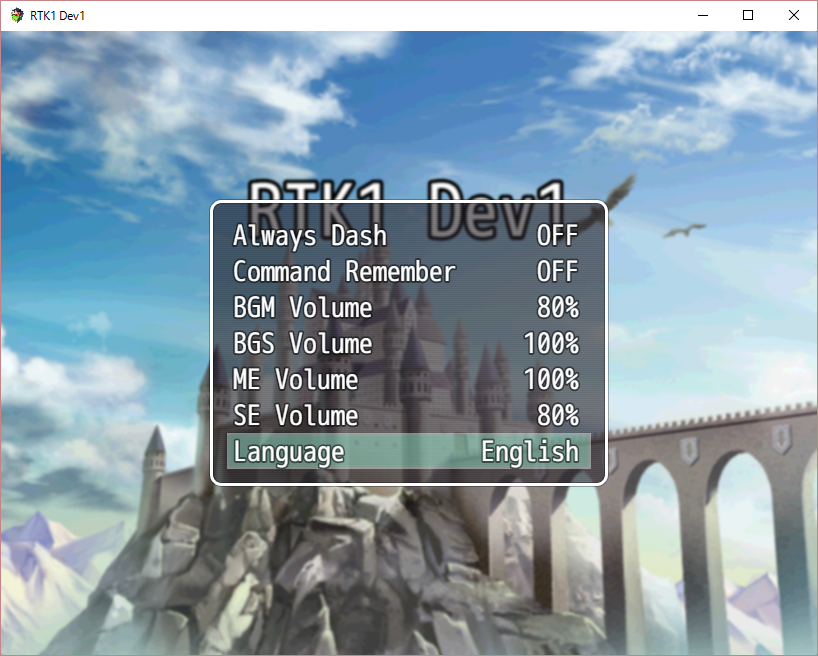 RTK1 Dev1
RTK1 Dev1
Always Dash OFF
Command Remember OFF
BGM Volume 80%
BGS Volume 100%
ME Volume 100%
SE Volume 80%
Language English